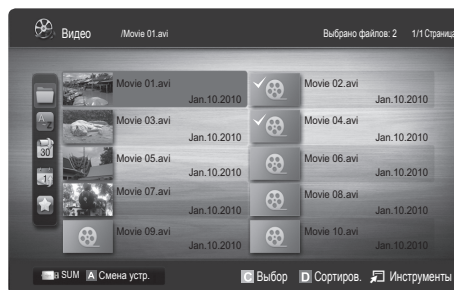 Видео /Movie 01.avi Выбрано файлов: 2 1/1 Страница
Movie 01.avi Movie 02.avi
Jan.10.2010 Jan.10.2010
Movie 03.avi Movie 04.avi
Jan.10.2010 Jan.10.2010
Movie 05.avi Movie 06.avi
Jan.10.2010 Jan.10.2010
Movie 07.avi Movie 08.avi
Jan.10.2010 Jan.10.2010
Movie 09.avi Movie 10.avi
Jan.10.2010 Jan.10.2010
A
Z
30
1
SUM A Смена устр. C Выбор D Сортиров. Инструменты